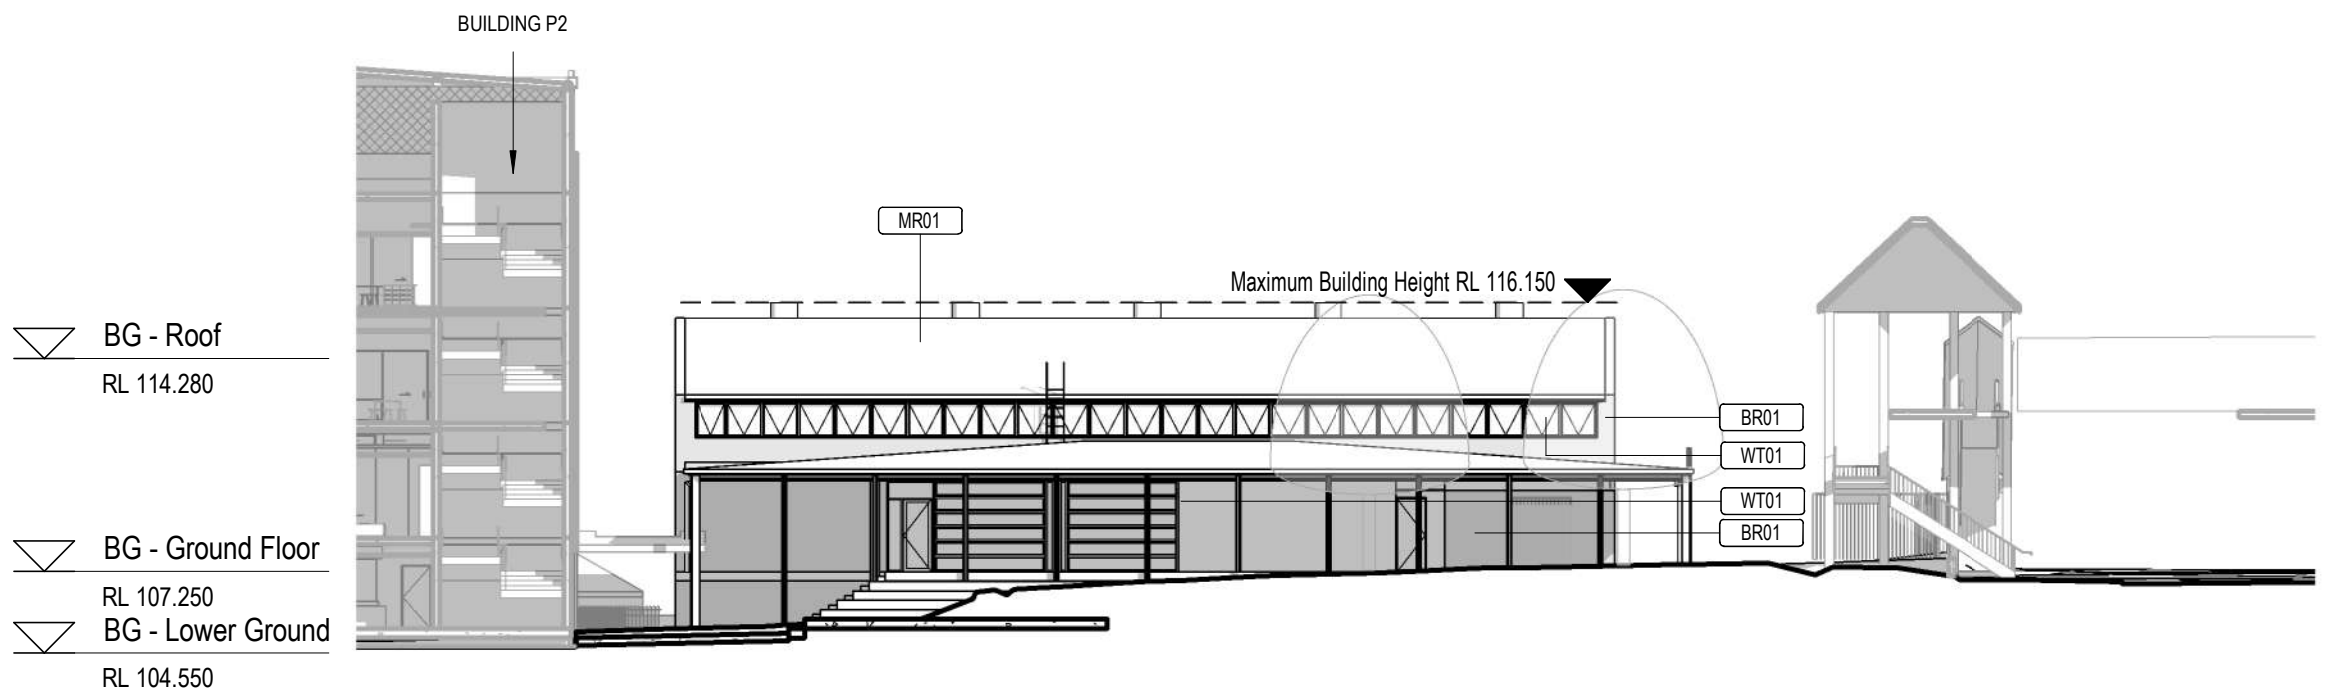 BUILDING P2
MR01
Maximum Building Height RL 116.150
BG - Roof
RL 114.280
BR01
WT01
WT01
BR01
BG - Ground Floor
RL 107.250
BG - Lower Ground
RL 104.550